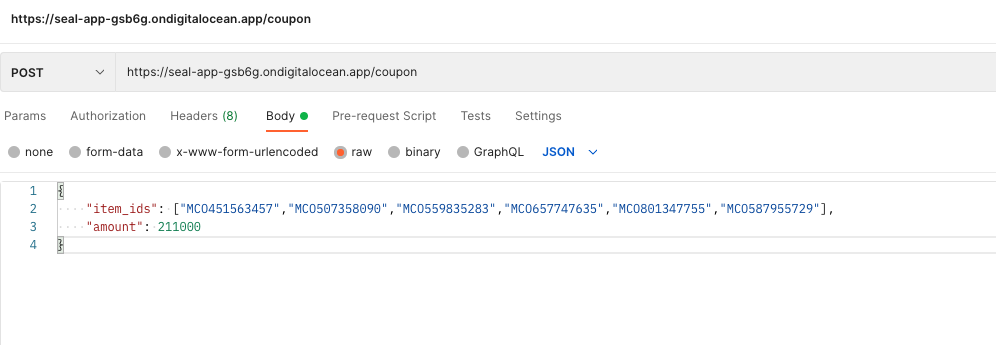 https://seal-app-gsb6g.ondigitalocean.app/coupon
POST https://seal-app-gsb6g.ondigitalocean.app/coupon
Params Authorization Headers (8) Body Pre-request Script Tests Settings
none form-data x-www-form-urlencoded raw binary GraphQL JSON
1 {
2 "item_ids": ["MCO451563457","MCO507358090","MCO559835283","MCO657747635","MCO801347755","MCO587955729"],
3 "amount": 211000
4 }